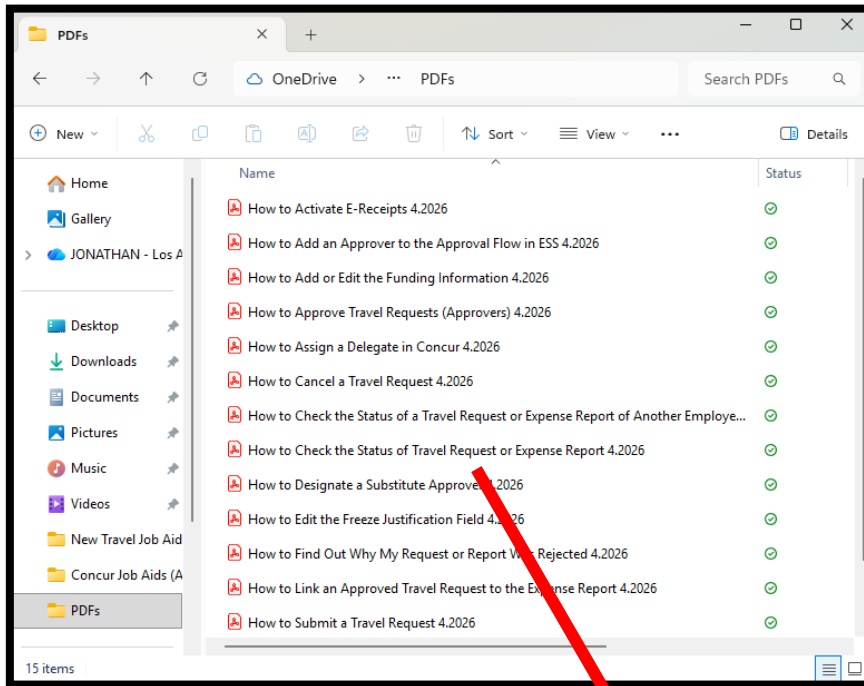 PDFs
OneDrive > ... PDFs
Search PDFs
New
Sort
View
Details
Name
Status
Home
Gallery
JONATHAN - Los A
Desktop
Downloads
Documents
Pictures
Music
Videos
New Travel Job Aid
Concur Job Aids (A
PDFs
How to Activate E-Receipts 4.2026
How to Add an Approver to the Approval Flow in ESS 4.2026
How to Add or Edit the Funding Information 4.2026
How to Approve Travel Requests (Approvers) 4.2026
How to Assign a Delegate in Concur 4.2026
How to Cancel a Travel Request 4.2026
How to Check the Status of a Travel Request or Expense Report of Another Employe...
How to Check the Status of Travel Request or Expense Report 4.2026
How to Designate a Substitute Approver 4.2026
How to Edit the Freeze Justification Field 4.2026
How to Find Out Why My Request or Report Was Rejected 4.2026
How to Link an Approved Travel Request to the Expense Report 4.2026
How to Submit a Travel Request 4.2026
15 items